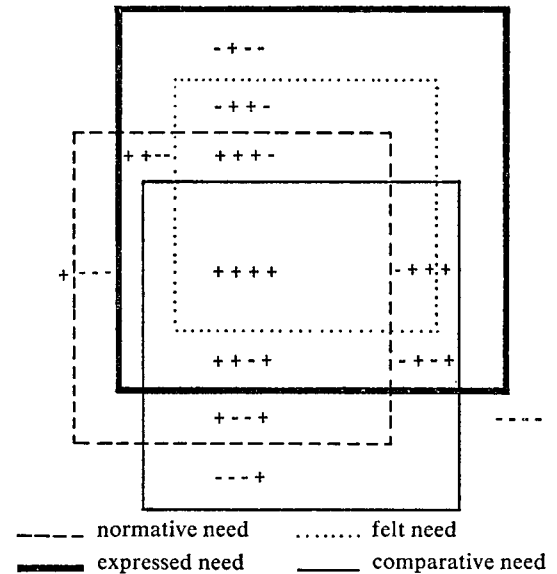 - + - -
- + + -
+ + - - + + + -
+ - - - + + + + - + + +
+ + - + - + - +
+ - - + - - - -
- - - +
normative need felt need
expressed need comparative need